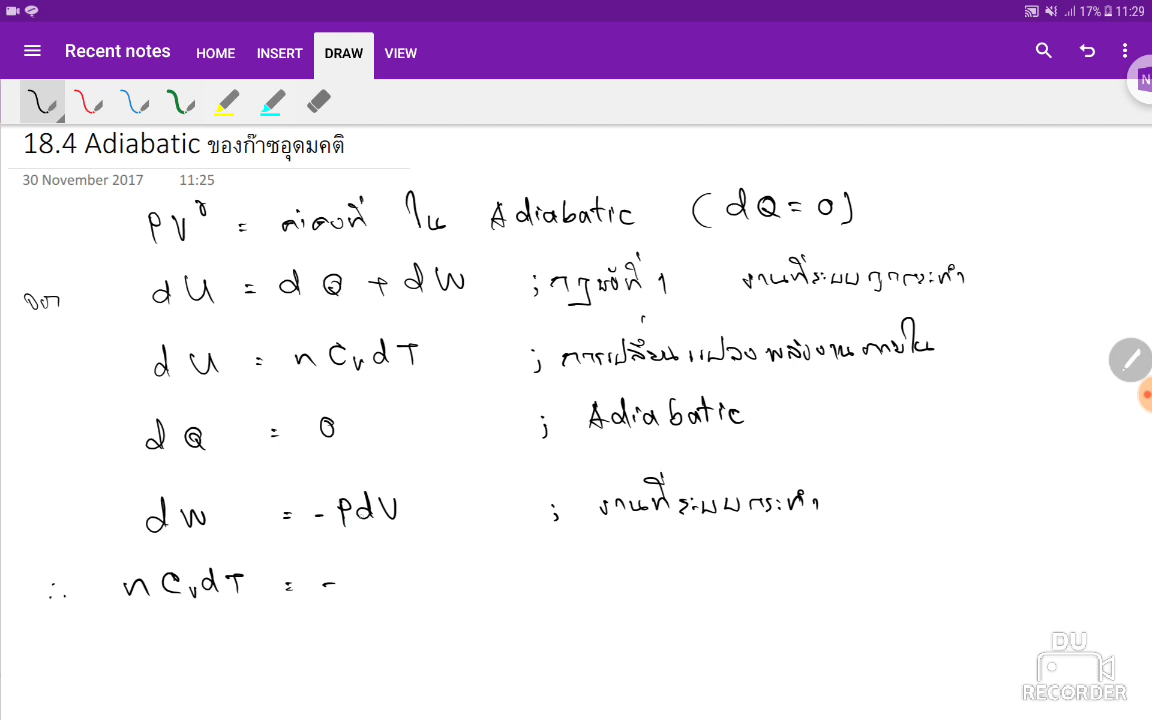 17% 11:29
Recent notes HOME INSERT DRAW VIEW
N
18.4 Adiabatic ของก๊าซอุดมคติ
30 November 2017 11:25
PV^γ = ค่าคงที่ ใน Adiabatic (dQ = 0)
จาก dU = dQ + dW ; กฎข้อที่ 1 งานที่ระบบถูกกระทำ
dU = nCᵥdT ; การเปลี่ยนแปลงพลังงานภายใน
dQ = 0 ; Adiabatic
dW = -PdV ; งานที่ระบบกระทำ
∴ nCᵥdT = -
DU
RECORDER